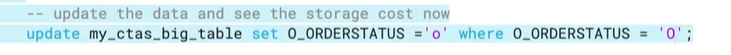 -- update the data and see the storage cost now
update my_ctas_big_table set O_ORDERSTATUS ='o' where O_ORDERSTATUS = 'O';